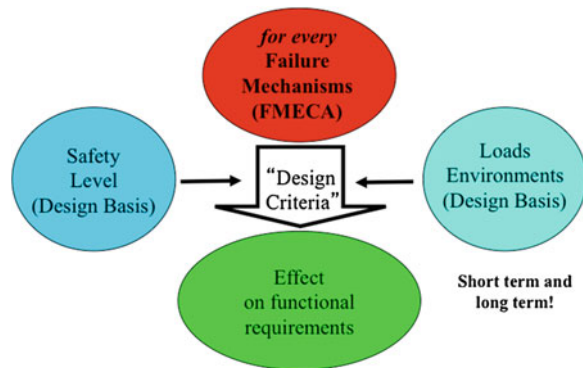 for every
Failure
Mechanisms
(FMECA)
Safety
Level
(Design Basis)
“Design
Criteria”
Loads
Environments
(Design Basis)
Effect
on functional
requirements
Short term and
long term!